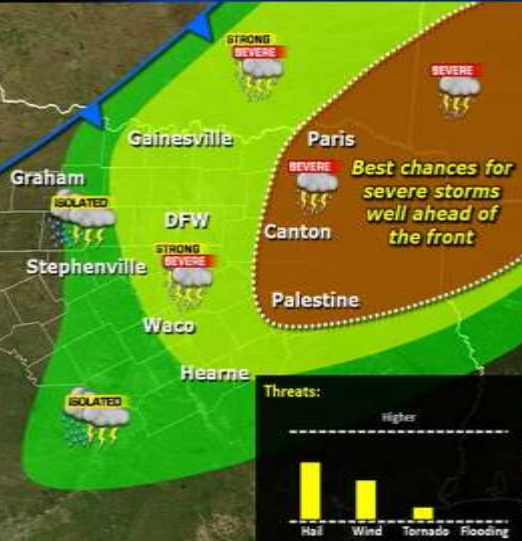 STRONG
SEVERE
SEVERE
Gainesville
Paris
SEVERE
Best chances for
severe storms
well ahead of
the front
Graham
ISOLATED
DFW
Canton
STRONG
SEVERE
Stephenville
Palestine
Waco
Hearne
ISOLATED
Threats:
Higher
Hail Wind Tornado Flooding